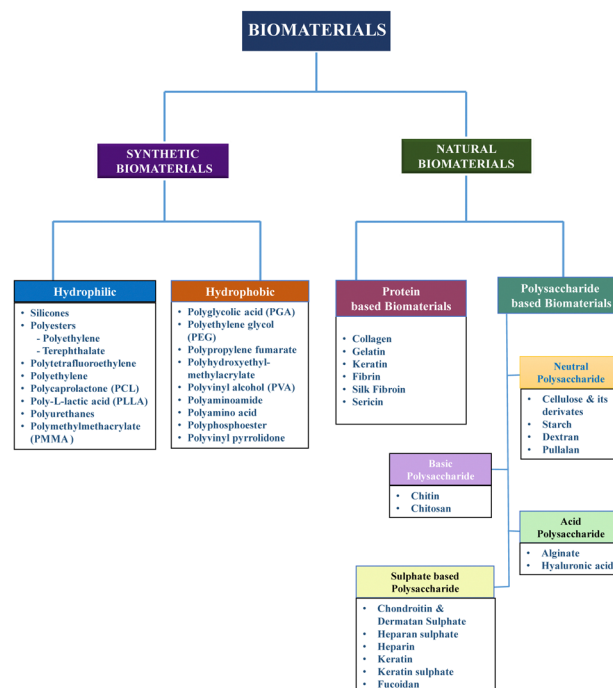 BIOMATERIALS
SYNTHETIC
BIOMATERIALS
NATURAL
BIOMATERIALS
Hydrophilic
• Silicones
• Polyesters
- Polyethylene
- Terephthalate
• Polytetrafluoroethylene
• Polyethylene
• Polycaprolactone (PCL)
• Poly-L-lactic acid (PLLA)
• Polyurethanes
• Polymethylmethacrylate
(PMMA)
Hydrophobic
• Polyglycolic acid (PGA)
• Polyethylene glycol
(PEG)
• Polypropylene fumarate
• Polyhydroxyethyl-
methylacrylate
• Polyvinyl alcohol (PVA)
• Polyaminoamide
• Polyamino acid
• Polyphosphoester
• Polyvinyl pyrrolidone
Protein
based Biomaterials
• Collagen
• Gelatin
• Keratin
• Fibrin
• Silk Fibroin
• Sericin
Polysaccharide
based Biomaterials
Neutral
Polysaccharide
• Cellulose & its
derivates
• Starch
• Dextran
• Pullalan
Basic
Polysaccharide
• Chitin
• Chitosan
Acid
Polysaccharide
• Alginate
• Hyaluronic acid
Sulphate based
Polysaccharide
• Chondroitin &
Dermatan Sulphate
• Heparan sulphate
• Heparin
• Keratin
• Keratin sulphate
• Fucoidan